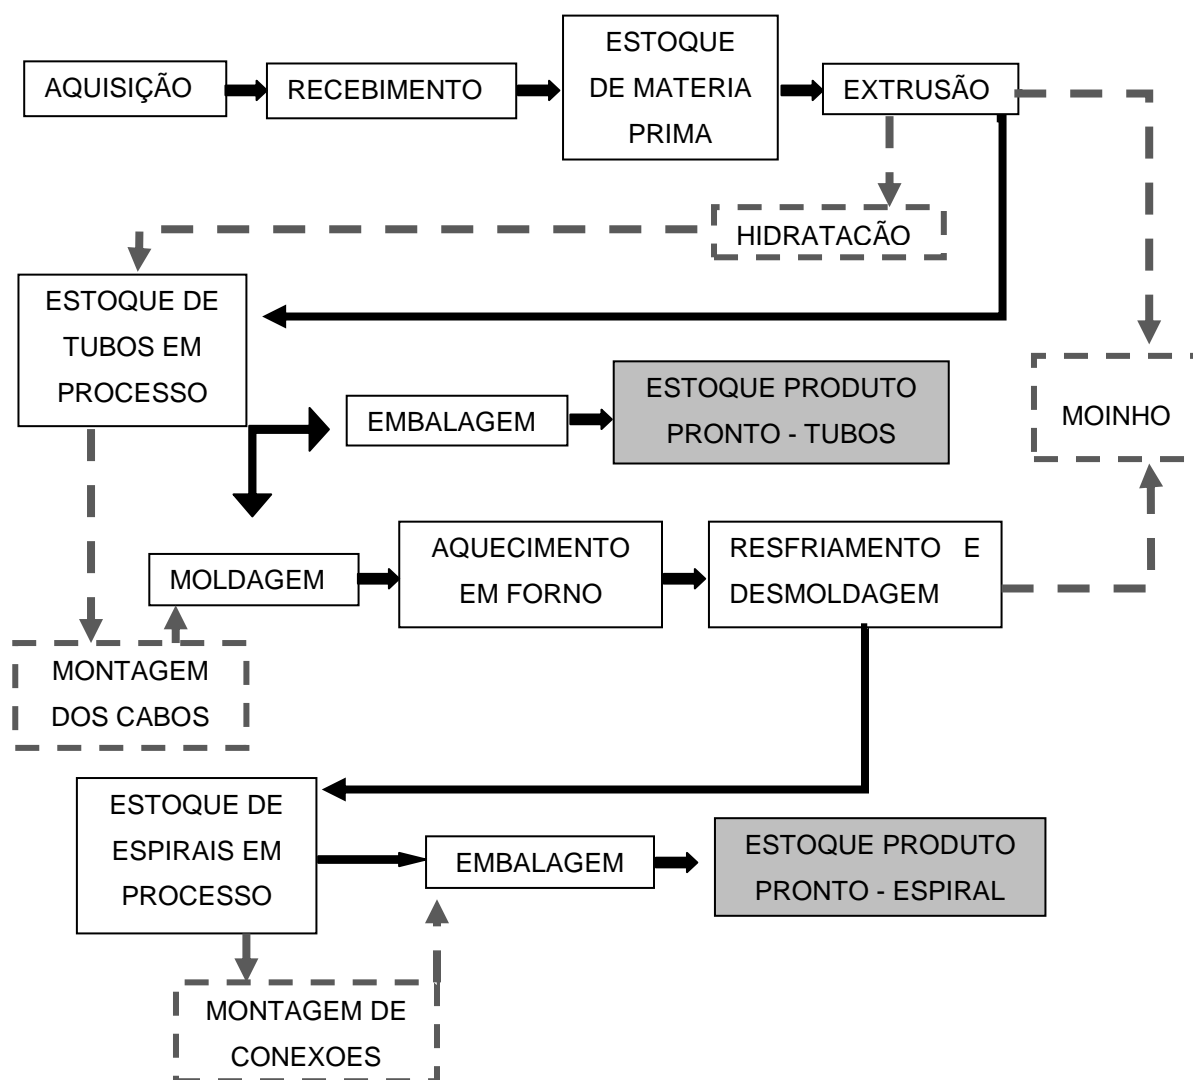 AQUISIÇÃO
RECEBIMENTO
ESTOQUE
DE MATERIA
PRIMA
EXTRUSÃO
HIDRATACÃO
ESTOQUE DE
TUBOS EM
PROCESSO
EMBALAGEM
ESTOQUE PRODUTO
PRONTO - TUBOS
MOINHO
MOLDAGEM
AQUECIMENTO
EM FORNO
RESFRIAMENTO E
DESMOLDAGEM
MONTAGEM
DOS CABOS
ESTOQUE DE
ESPIRAIS EM
PROCESSO
EMBALAGEM
ESTOQUE PRODUTO
PRONTO - ESPIRAL
MONTAGEM DE
CONEXOES